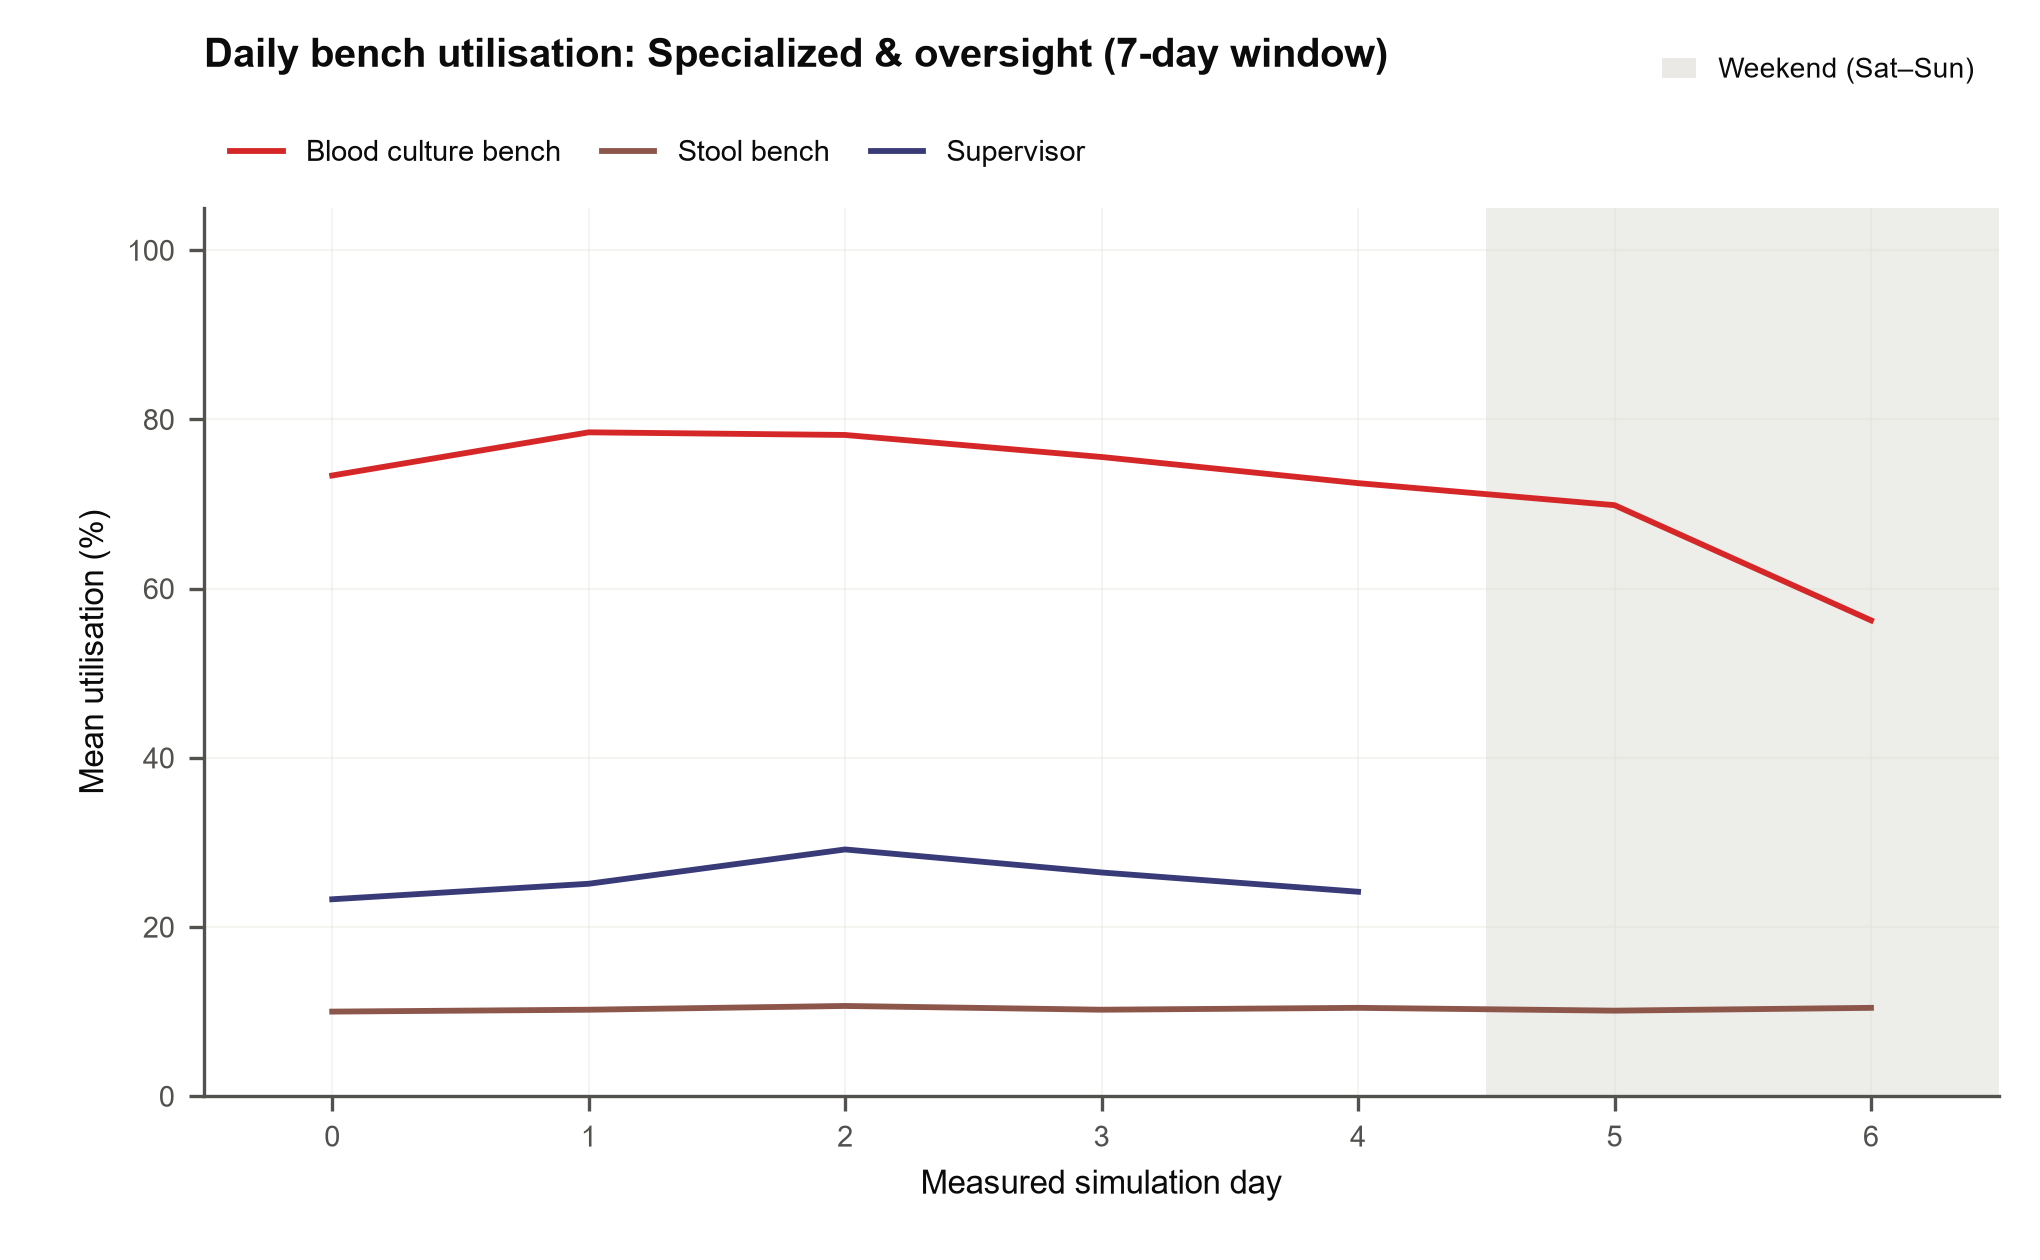 Daily bench utilisation: Specialized & oversight (7-day window)
Weekend (Sat–Sun)
Blood culture bench
Stool bench
Supervisor
Mean utilisation (%)
100
80
60
40
20
0
0 1 2 3 4 5 6
Measured simulation day